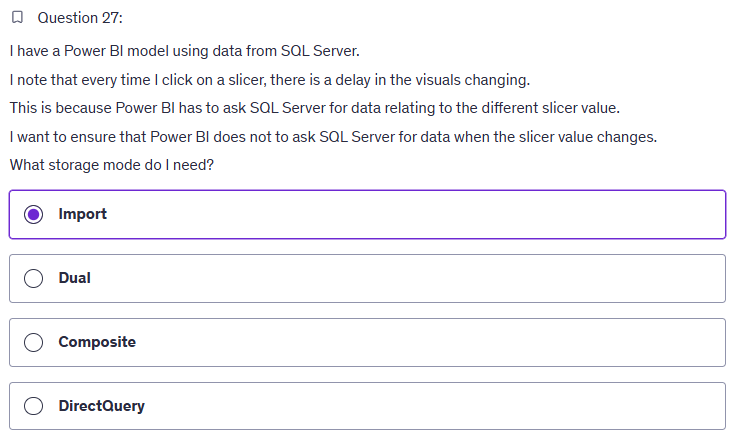 Question 27:
I have a Power BI model using data from SQL Server.
I note that every time I click on a slicer, there is a delay in the visuals changing.
This is because Power BI has to ask SQL Server for data relating to the different slicer value.
I want to ensure that Power BI does not to ask SQL Server for data when the slicer value changes.
What storage mode do I need?
Import
Dual
Composite
DirectQuery